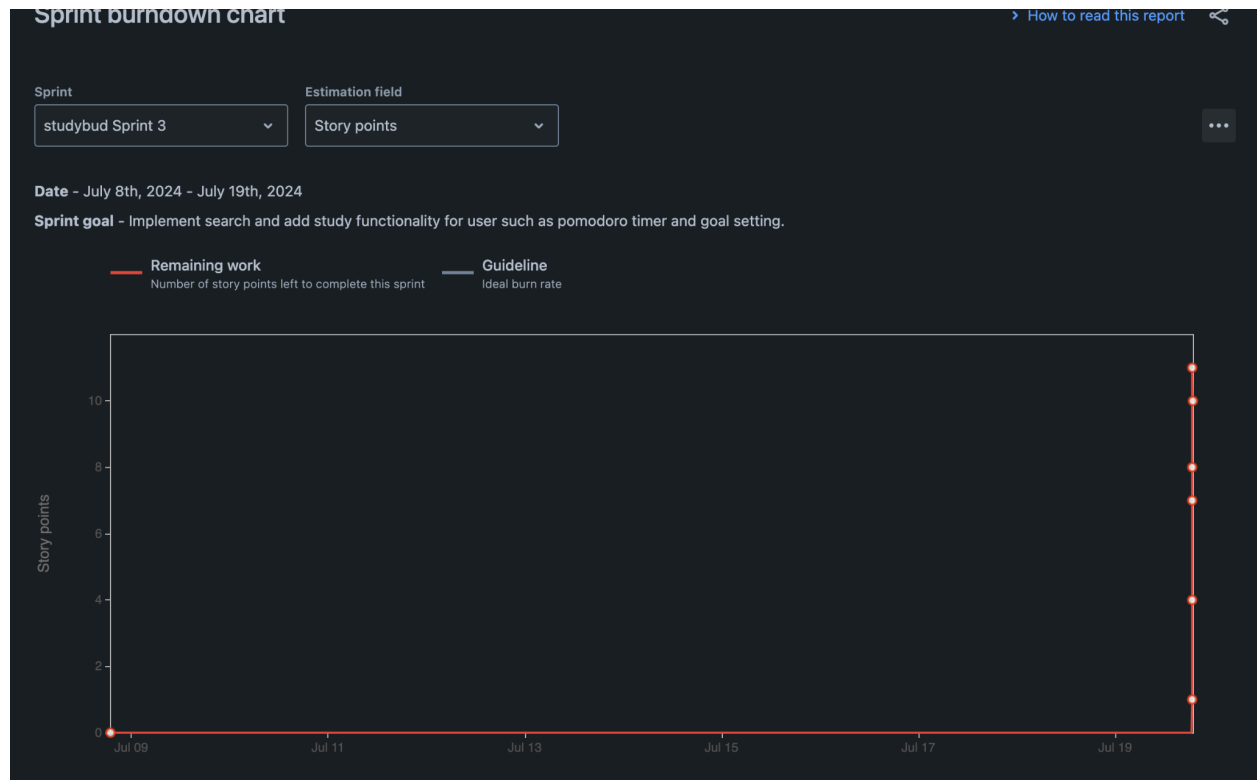 Sprint burndown chart
How to read this report
Sprint
Estimation field
studybud Sprint 3
Story points
Date - July 8th, 2024 - July 19th, 2024
Sprint goal - Implement search and add study functionality for user such as pomodoro timer and goal setting.
Remaining work
Number of story points left to complete this sprint
Guideline
Ideal burn rate
Story points
10
8
6
4
2
0
Jul 09
Jul 11
Jul 13
Jul 15
Jul 17
Jul 19